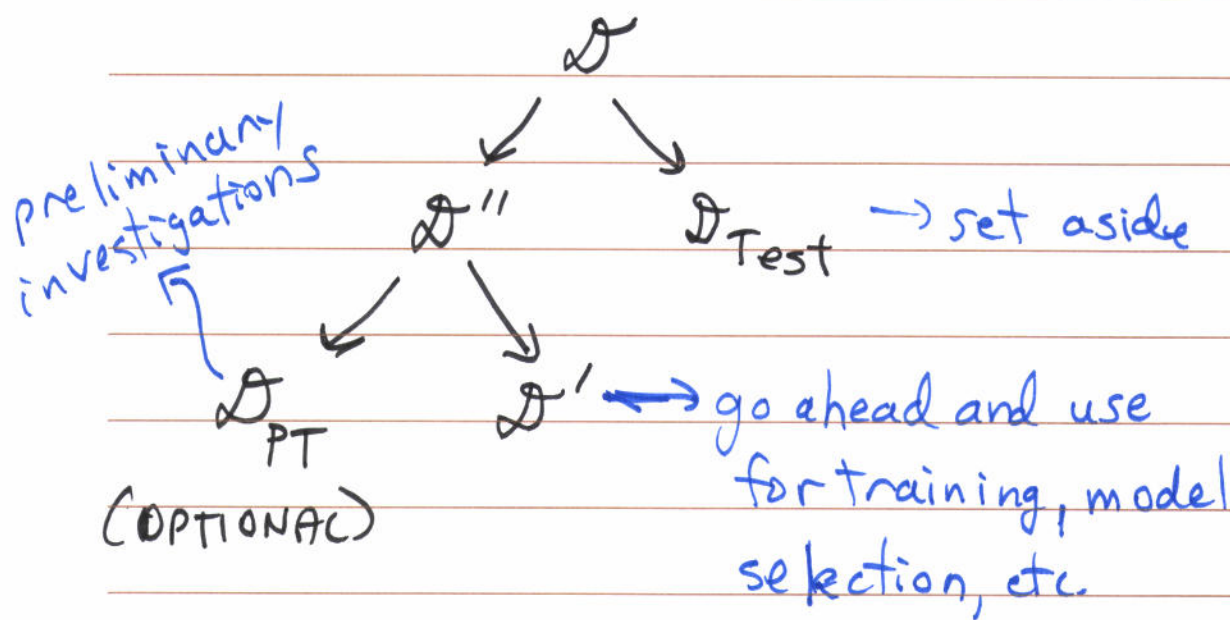 𝒟
preliminary
investigations
𝒟'' 𝒟Test → set aside
𝒟PT 𝒟' ↔ go ahead and use
(OPTIONAL) for training, model
selection, etc.